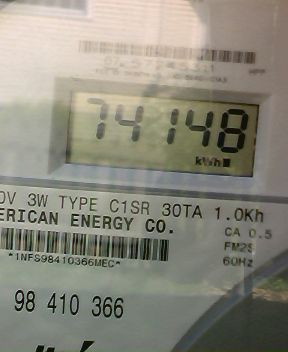 74148
kWh
0V 3W TYPE C1SR 30TA 1.0Kh
ERICAN ENERGY CO.
CA 0.5
FM2S
60Hz
*1NFS98410366MEC*
98 410 366